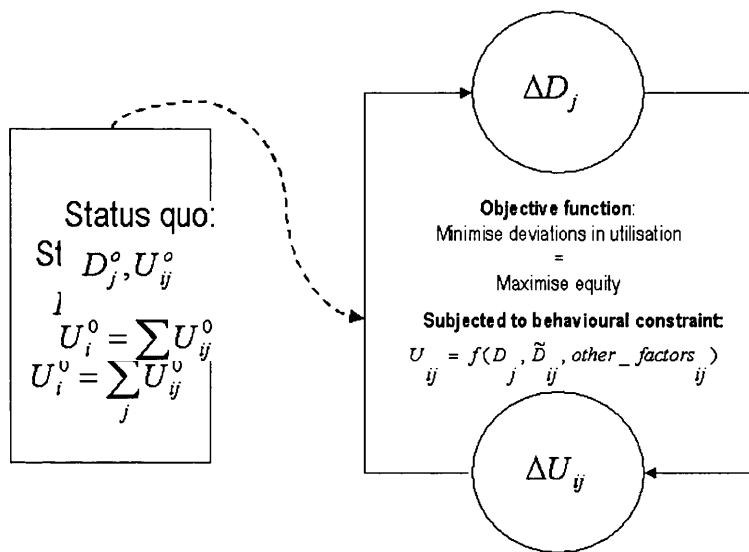 ΔD_j
Status quo:
St
D_j^o, U_ij^o
U_i^0 = ∑ U_ij^0
U_i^0 = ∑_j U_ij^0
Objective function:
Minimise deviations in utilisation
=
Maximise equity
Subjected to behavioural constraint:
U_ij = f(D_j, D̃_ij, other_factors_ij)
ΔU_ij